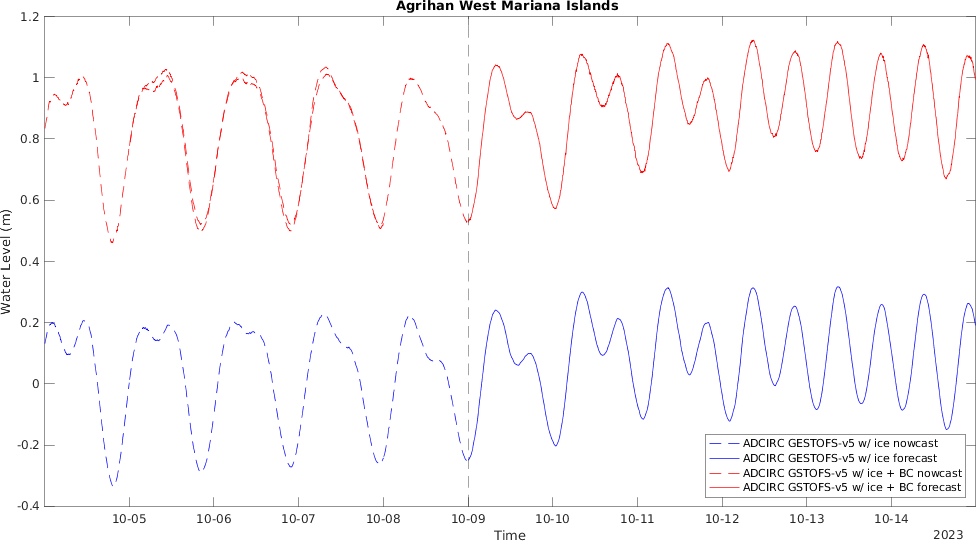 Agrihan West Mariana Islands
Water Level (m)
1.2
1
0.8
0.6
0.4
0.2
0
-0.2
-0.4
ADCIRC GESTOFS-v5 w/ ice nowcast
ADCIRC GESTOFS-v5 w/ ice forecast
ADCIRC GSTOFS-v5 w/ ice + BC nowcast
ADCIRC GSTOFS-v5 w/ ice + BC forecast
10-05 10-06 10-07 10-08 10-09 10-10 10-11 10-12 10-13 10-14
Time
2023